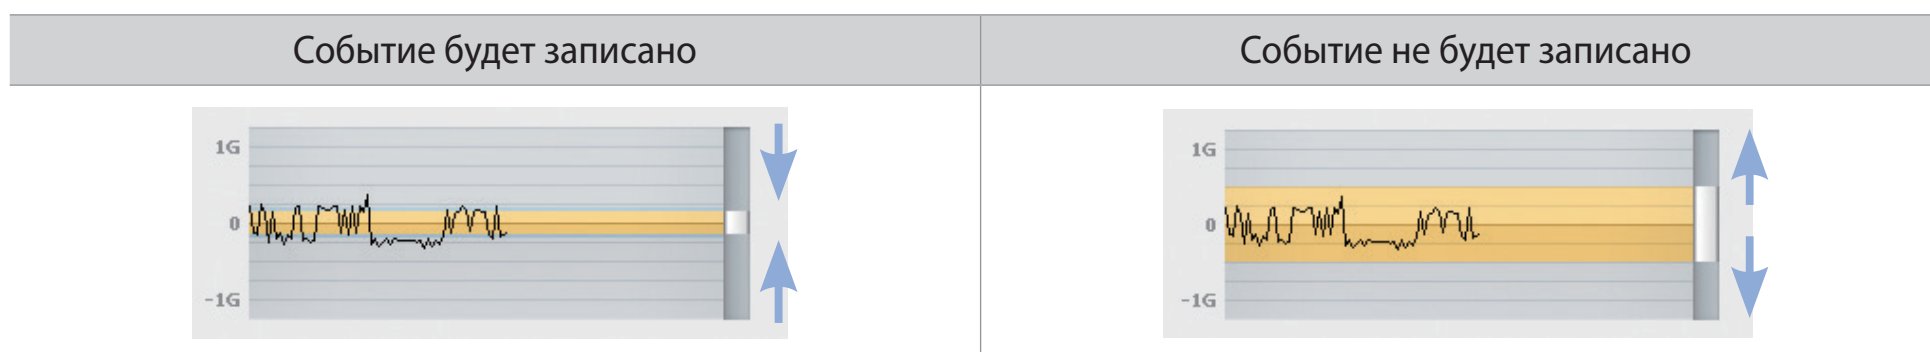 Событие будет записано
Событие не будет записано
1G
0
-1G
1G
0
-1G